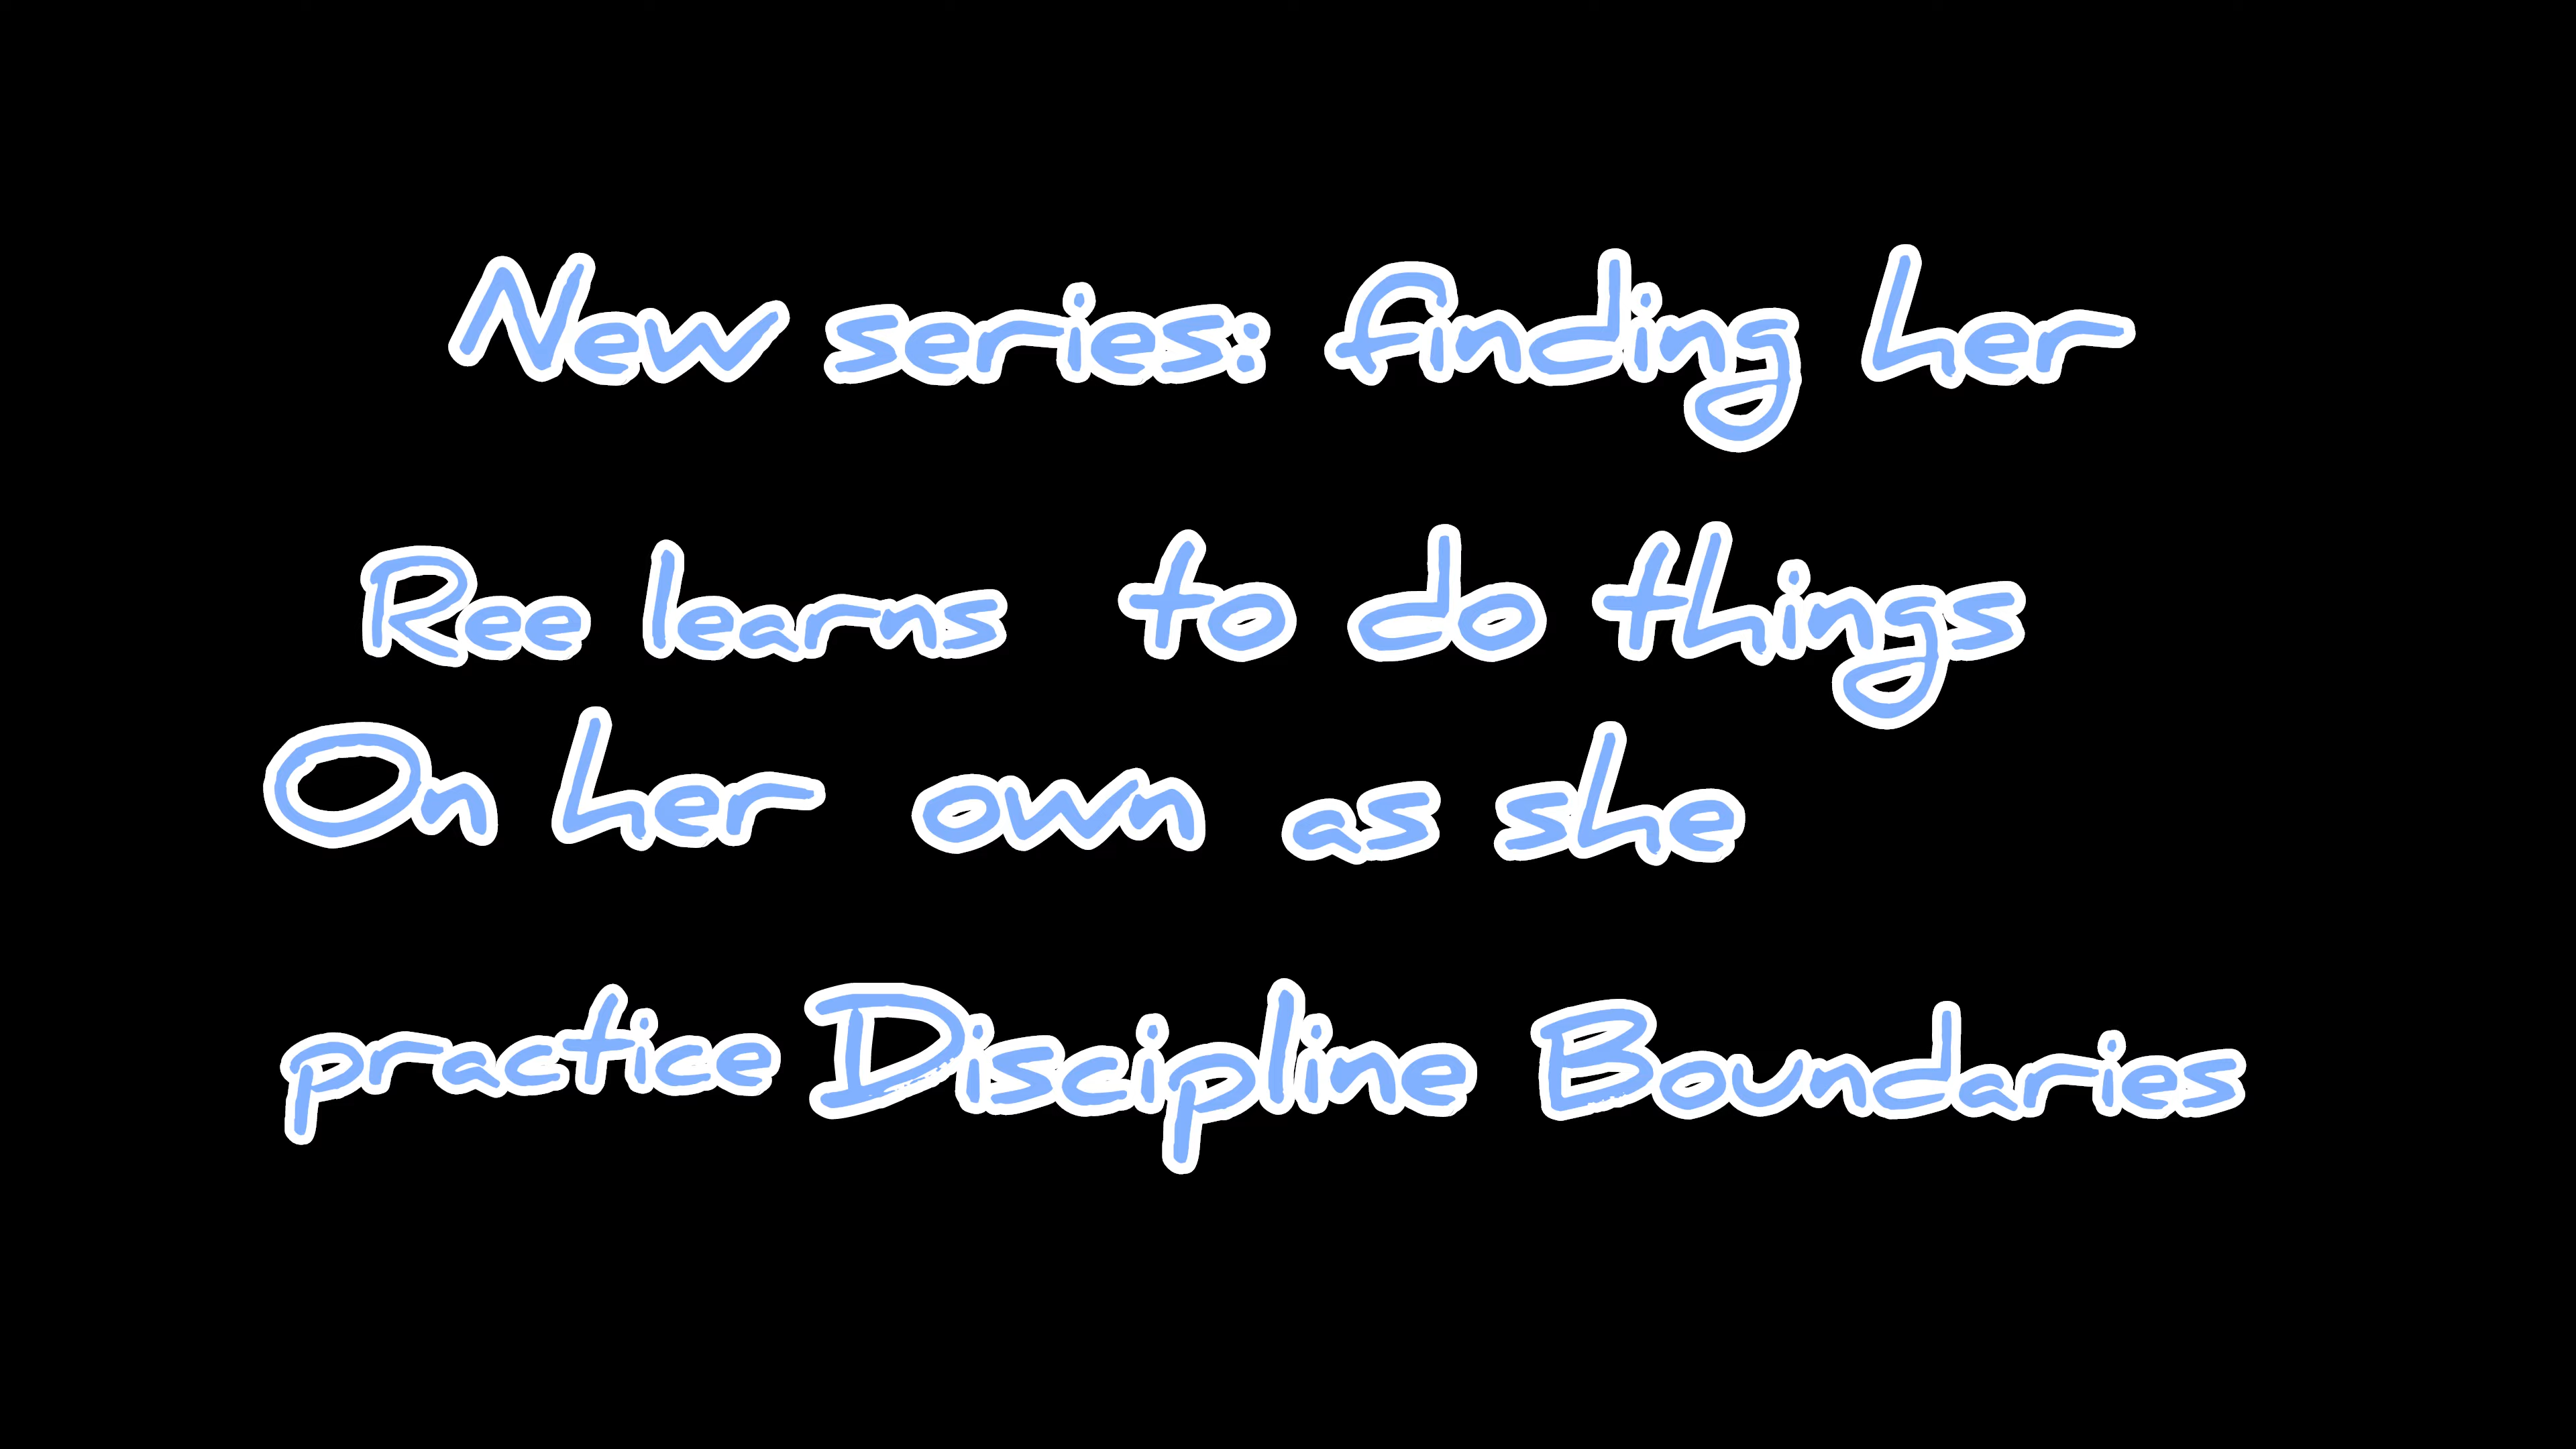 New series: finding her
Ree learns to do things
On her own as she
practice Discipline Boundaries